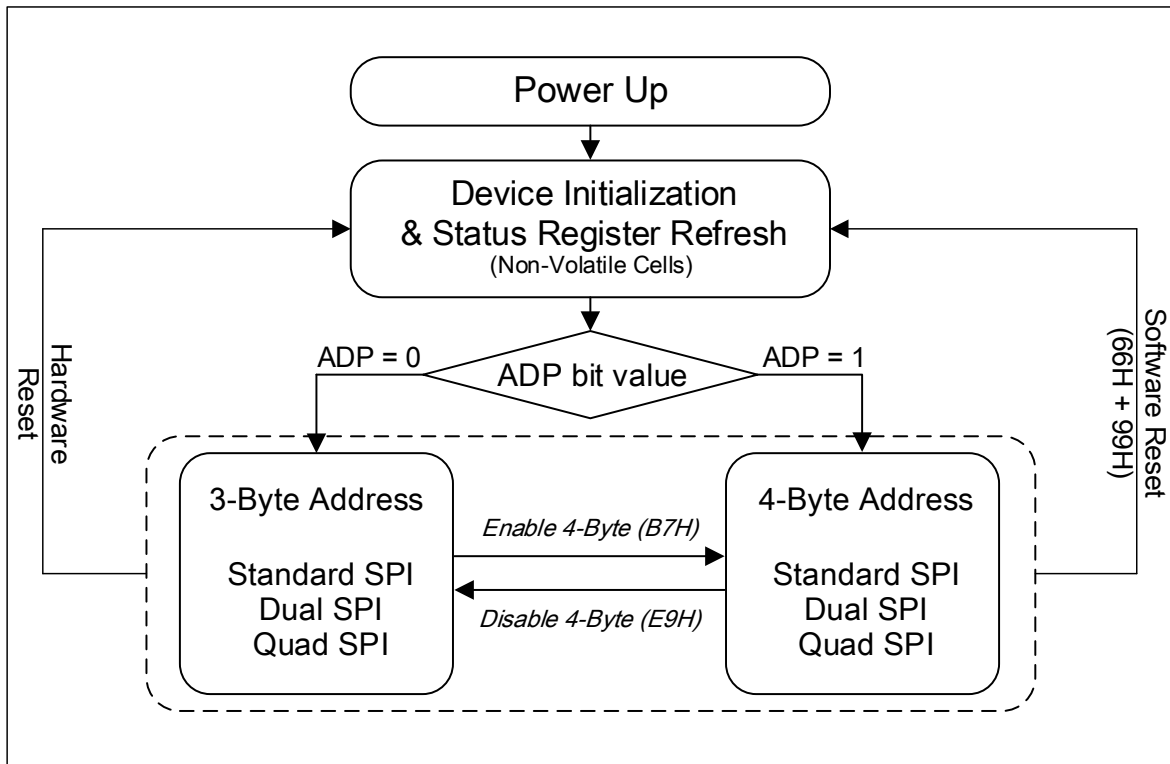 Power Up
Device Initialization
& Status Register Refresh
(Non-Volatile Cells)
ADP = 0
ADP bit value
ADP = 1
Hardware
Reset
Software Reset
(66H + 99H)
3-Byte Address
Standard SPI
Dual SPI
Quad SPI
Enable 4-Byte (B7H)
Disable 4-Byte (E9H)
4-Byte Address
Standard SPI
Dual SPI
Quad SPI